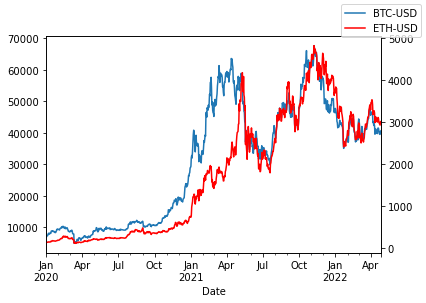 BTC-USD
ETH-USD
70000
60000
50000
40000
30000
20000
10000
5000
4000
3000
2000
1000
0
Jan 2020
Apr
Jul
Oct
Jan 2021
Apr
Jul
Oct
Jan 2022
Apr
Date